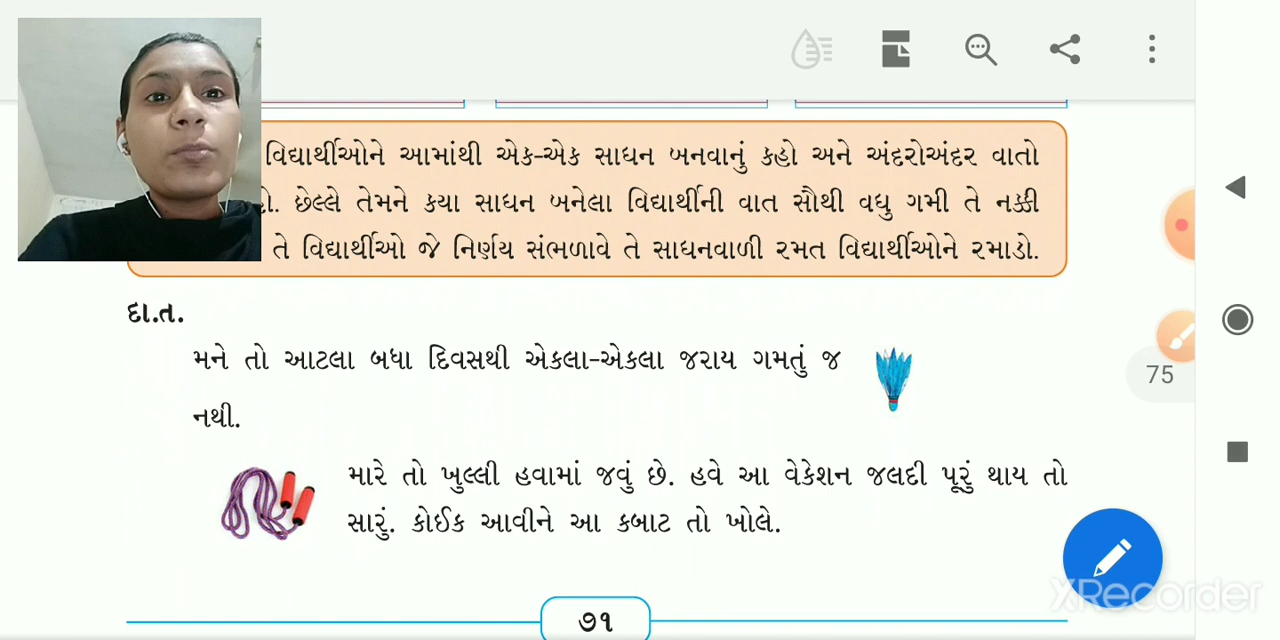 વિદ્યાર્થીઓને આમાંથી એક-એક સાધન બનવાનું કહો અને અંદરોઅંદર વાતો
છેલ્લે તેમને કયા સાધન બનેલા વિદ્યાર્થીની વાત સૌથી વધુ ગમી તે નક્કી
તે વિદ્યાર્થીઓ જે નિર્ણય સંભળાવે તે સાધનવાળી રમત વિદ્યાર્થીઓને રમાડો.
દા.ત.
મને તો આટલા બધા દિવસથી એકલા-એકલા જરાય ગમતું જ
નથી.
75
મારે તો ખુલ્લી હવામાં જવું છે. હવે આ વેકેશન જલદી પૂરું થાય તો
સારું. કોઈક આવીને આ કબાટ તો ખોલે.
XRecorder
૭૧